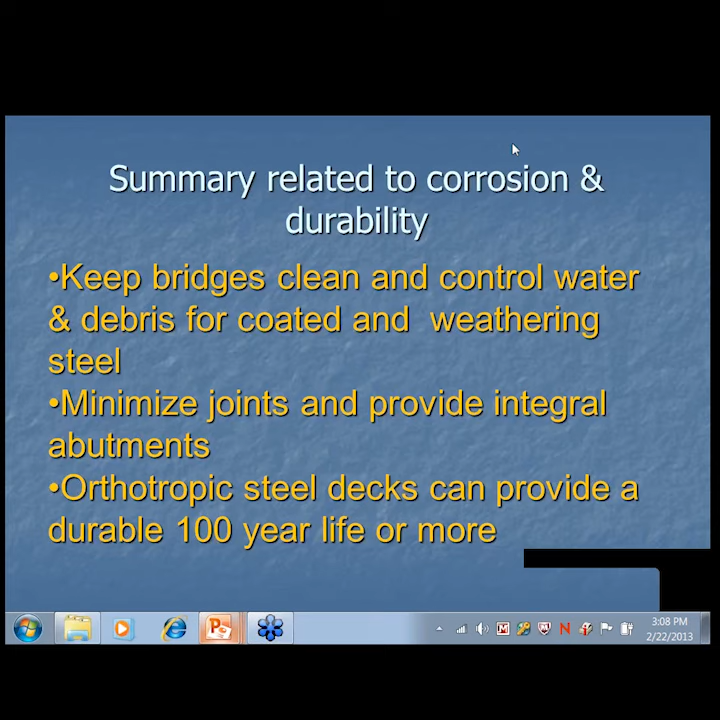 Summary related to corrosion &
durability
•Keep bridges clean and control water
& debris for coated and weathering
steel
•Minimize joints and provide integral
abutments
•Orthotropic steel decks can provide a
durable 100 year life or more
3:08 PM
2/22/2013